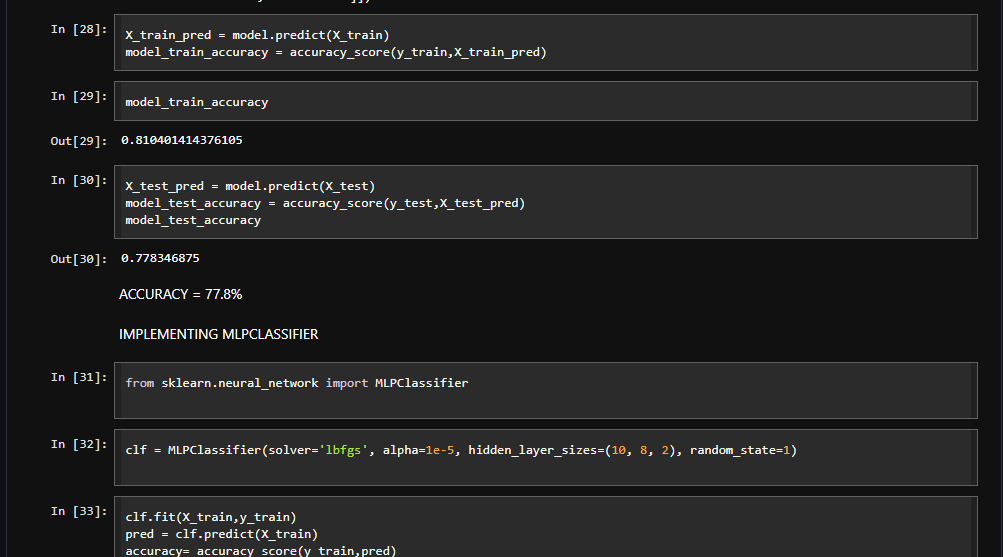 In [28]:
X_train_pred = model.predict(X_train)
model_train_accuracy = accuracy_score(y_train,X_train_pred)
In [29]:
model_train_accuracy
Out[29]: 0.810401414376105
In [30]:
X_test_pred = model.predict(X_test)
model_test_accuracy = accuracy_score(y_test,X_test_pred)
model_test_accuracy
Out[30]: 0.778346875
ACCURACY = 77.8%
IMPLEMENTING MLPCLASSIFIER
In [31]:
from sklearn.neural_network import MLPClassifier
In [32]:
clf = MLPClassifier(solver='lbfgs', alpha=1e-5, hidden_layer_sizes=(10, 8, 2), random_state=1)
In [33]:
clf.fit(X_train,y_train)
pred = clf.predict(X_train)
accuracy= accuracy_score(y_train,pred)